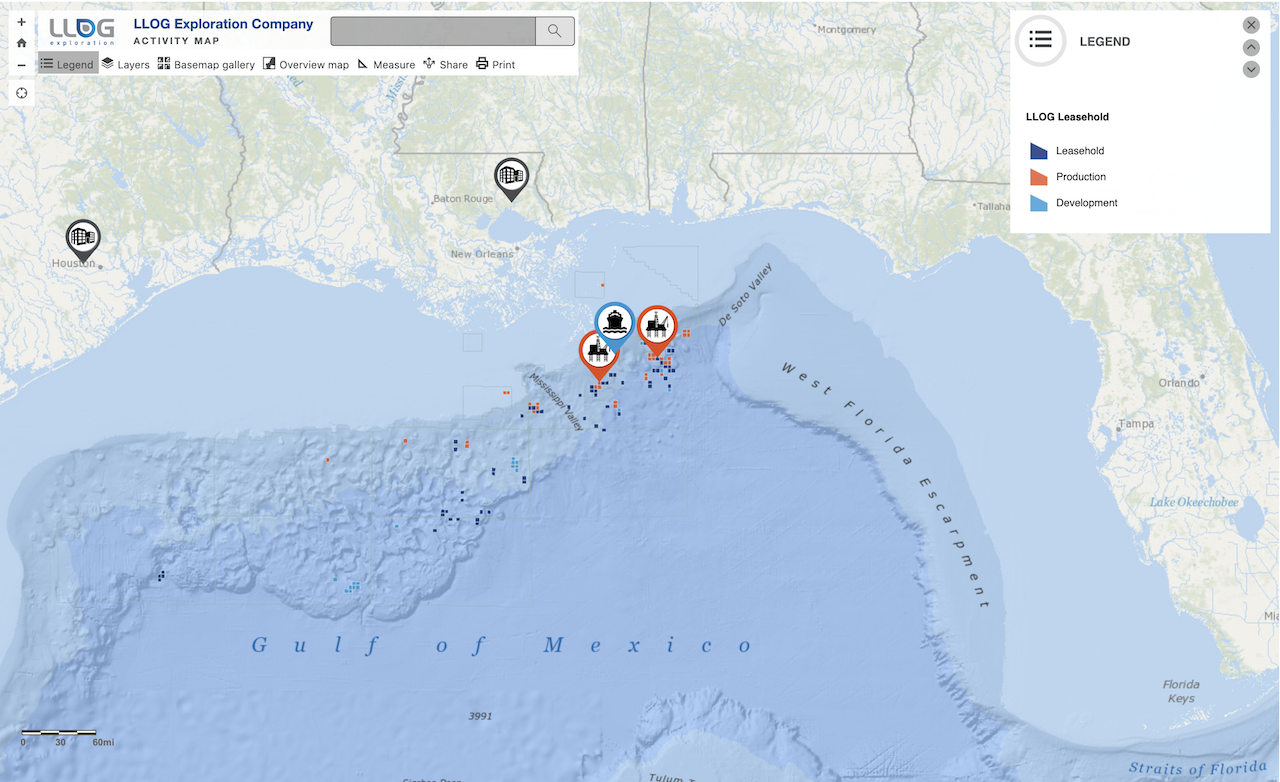 +
LLOG
exploration
LLOG Exploration Company
ACTIVITY MAP
−
Legend
Layers
Basemap gallery
Overview map
Measure
Share
Print
LEGEND
LLOG Leasehold
Leasehold
Production
Development
Montgomery
Baton Rouge
Houston
New Orleans
De Soto Valley
Mississippi Valley
West Florida Escarpment
Orlando
Tampa
Lake Okeechobee
Gulf of Mexico
Florida
Keys
3991
0 30 60mi
Straits of Florida